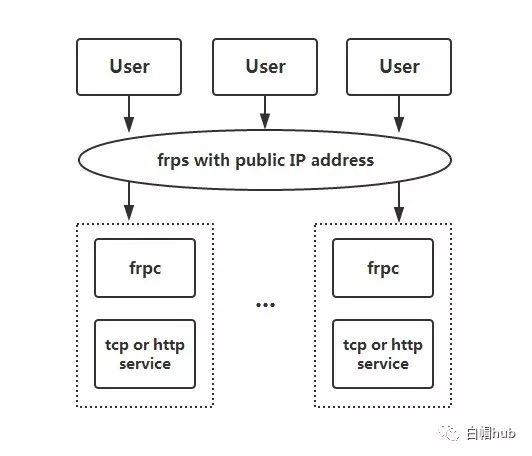 User
User
User
frps with public IP address
frpc
frpc
...
tcp or http
service
tcp or http
service
白帽hub